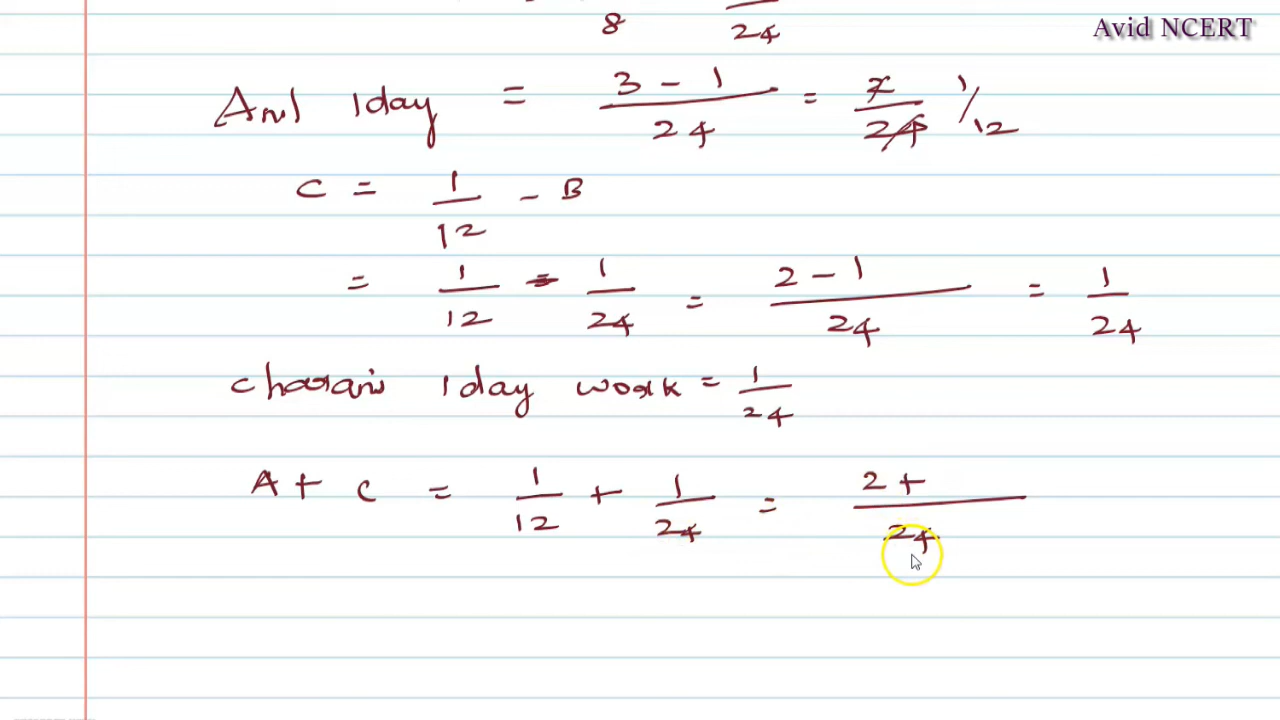 Avid NCERT
8 24
Anl 1day = 3 - 1 / 24 = 2 / 24 1/12
C = 1/12 - B
= 1/12 - 1/24 = 2 - 1 / 24 = 1/24
charan's 1day work = 1/24
A + C = 1/12 + 1/24 = 2 + / 24